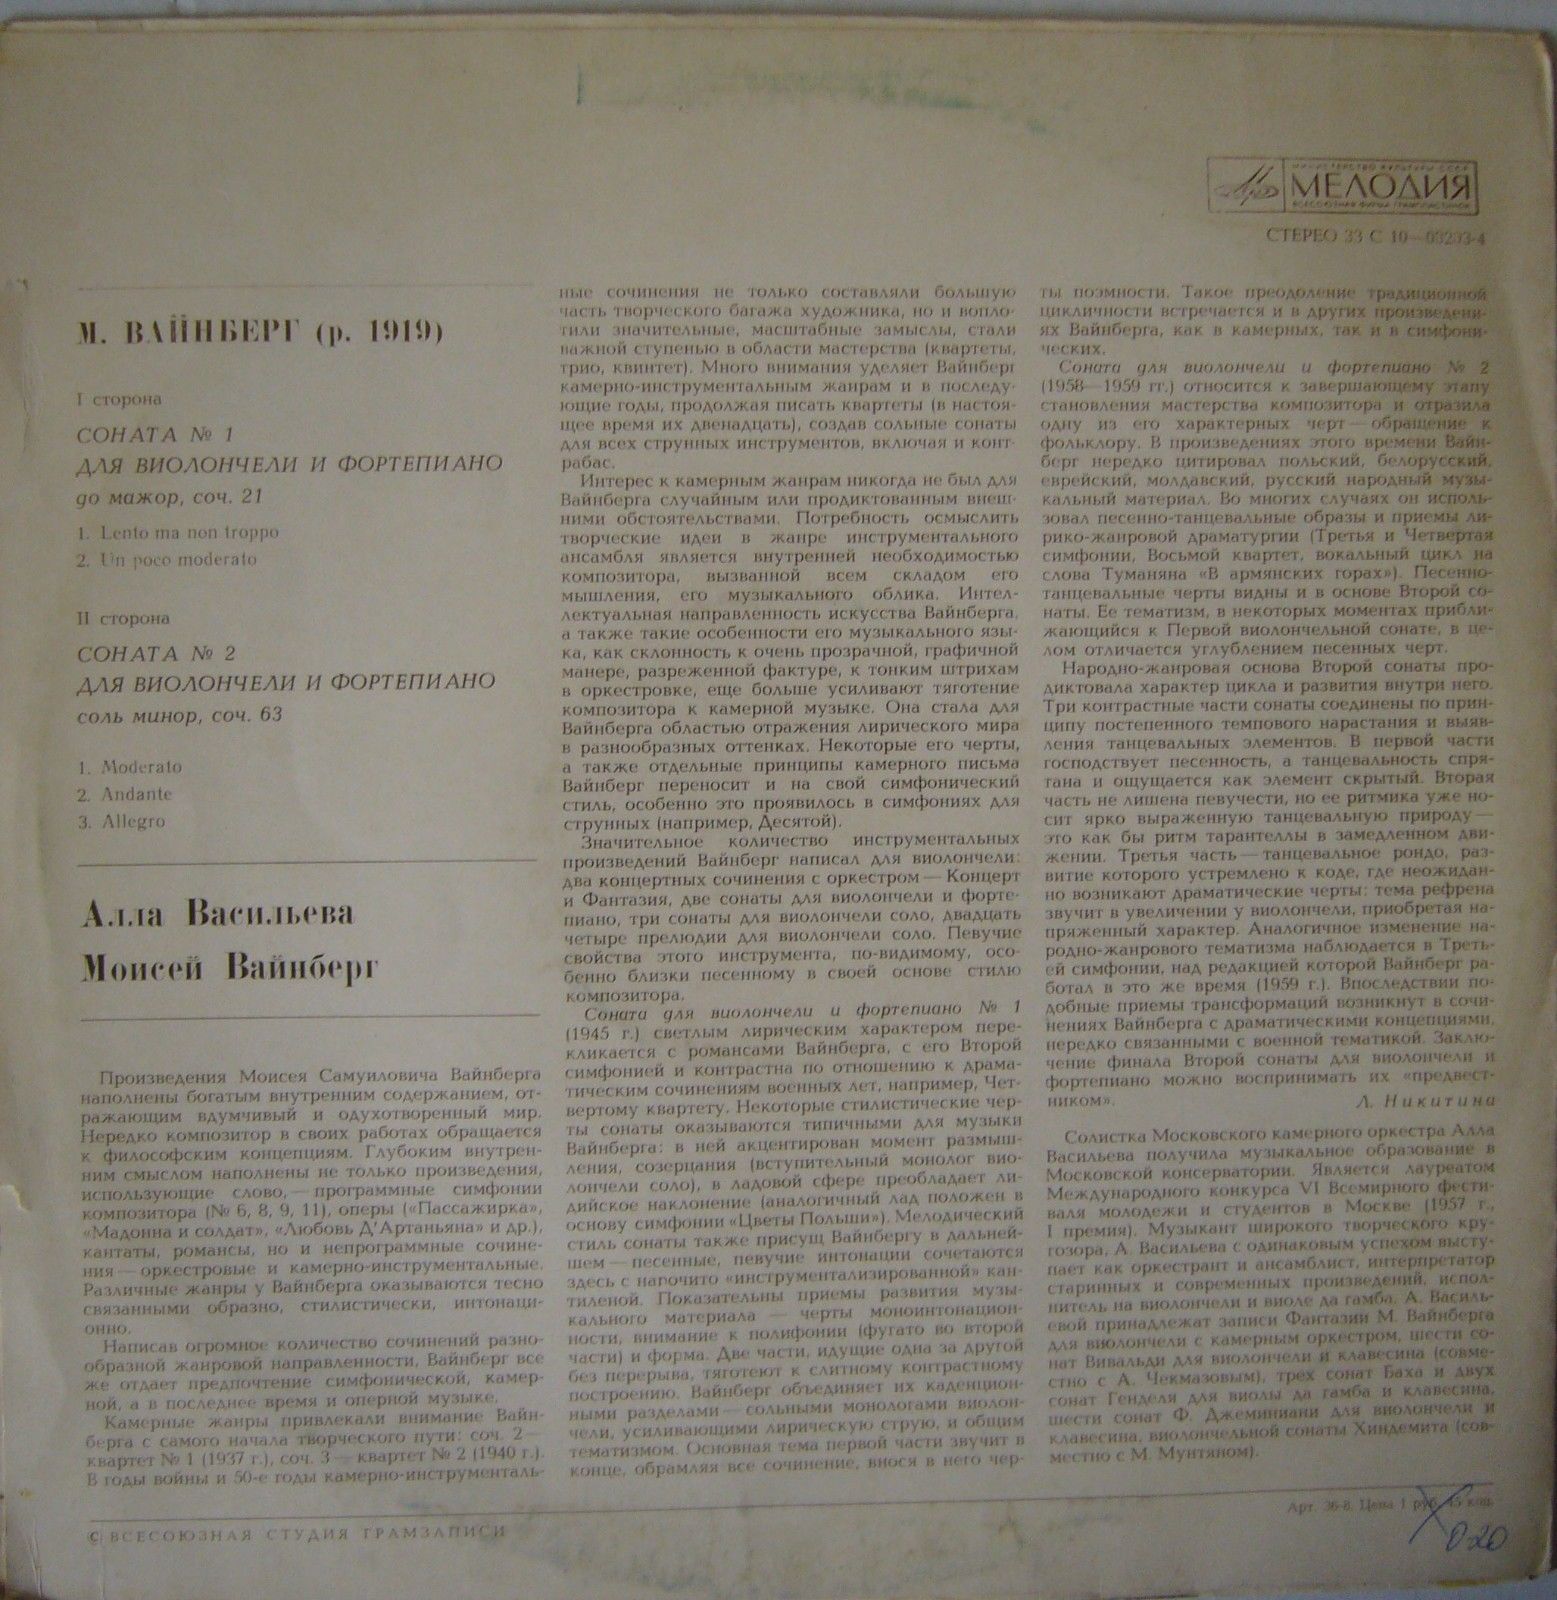 МИНИСТЕРСТВО КУЛЬТУРЫ СССР
МЕЛОДИЯ
ВСЕСОЮЗНАЯ ФИРМА ГРАМПЛАСТИНОК
СТЕРЕО 33 С 10—
М. ВАЙНБЕРГ (р. 1919)
I сторона
СОНАТА № 1
ДЛЯ ВИОЛОНЧЕЛИ И ФОРТЕПИАНО
до мажор, соч. 21
1. Lento ma non troppo
2. Un poco moderato
II сторона
СОНАТА № 2
ДЛЯ ВИОЛОНЧЕЛИ И ФОРТЕПИАНО
соль минор, соч. 63
1. Moderato
2. Andante
3. Allegro
Алла Васильева
Моисей Вайнберг
Произведения Моисея Самуиловича Вайнберга
наполнены богатым внутренним содержанием, от-
ражающим вдумчивый и одухотворенный мир.
Нередко композитор в своих работах обращается
к философским концепциям. Глубоким внутрен-
ним смыслом наполнены не только произведения,
использующие слово, — программные симфонии
композитора (№ 6, 8, 9, 11), оперы («Пассажирка»,
«Мадонна и солдат», «Любовь Д'Артаньяна» и др.),
кантаты, романсы, но и непрограммные сочине-
ния — оркестровые и камерно-инструментальные.
Различные жанры у Вайнберга оказываются тесно
связанными образно, стилистически, интонаци-
онно.
Написав огромное количество сочинений разно-
образной жанровой направленности, Вайнберг все
же отдает предпочтение симфонической, камер-
ной, а в последнее время и оперной музыке.
Камерные жанры привлекали внимание Вайн-
берга с самого начала творческого пути: соч. 2 —
квартет № 1 (1937 г.), соч. 3 — квартет № 2 (1940 г.).
В годы войны и 50-е годы камерно-инструменталь-
ные сочинения не только составляли большую
часть творческого багажа художника, но и вопло-
тили значительные, масштабные замыслы, стали
важной ступенью в области мастерства (квартеты,
трио, квинтет). Много внимания уделяет Вайнберг
камерно-инструментальным жанрам и в последу-
ющие годы, продолжая писать квартеты (в настоя-
щее время их двенадцать), создав сольные сонаты
для всех струнных инструментов, включая и конт-
рабас.
Интерес к камерным жанрам никогда не был для
Вайнберга случайным или продиктованным внеш-
ними обстоятельствами. Потребность осмыслить
творческие идеи в жанре инструментального
ансамбля является внутренней необходимостью
композитора, вызванной всем складом его
мышления, его музыкального облика. Интел-
лектуальная направленность искусства Вайнберга,
а также такие особенности его музыкального язы-
ка, как склонность к очень прозрачной, графичной
манере, разреженной фактуре, к тонким штрихам
в оркестровке, еще больше усиливают тяготение
композитора к камерной музыке. Она стала для
Вайнберга областью отражения лирического мира
в разнообразных оттенках. Некоторые его черты,
а также отдельные принципы камерного письма
Вайнберг переносит и на свой симфонический
стиль, особенно это проявилось в симфониях для
струнных (например, Десятой).
Значительное количество инструментальных
произведений Вайнберг написал для виолончели:
два концертных сочинения с оркестром — Концерт
и Фантазия, две сонаты для виолончели и форте-
пиано, три сонаты для виолончели соло, двадцать
четыре прелюдии для виолончели соло. Певучие
свойства этого инструмента, по-видимому, осо-
бенно близки песенному в своей основе стилю
композитора.
Соната для виолончели и фортепиано № 1
(1945 г.) светлым лирическим характером пере-
кликается с романсами Вайнберга, с его Второй
симфонией и контрастна по отношению к драма-
тическим сочинениям военных лет, например, Чет-
вертому квартету. Некоторые стилистические чер-
ты сонаты оказываются типичными для музыки
Вайнберга: в ней акцентирован момент размыш-
ления, созерцания (вступительный монолог вио-
лончели соло), в ладовой сфере преобладает ли-
дийское наклонение (аналогичный лад положен в
основу симфонии «Цветы Польши»). Мелодический
стиль сонаты также присущ Вайнбергу в дальней-
шем — песенные, певучие интонации сочетаются
здесь с нарочито «инструментализированной» кан-
тиленой. Показательны приемы развития музы-
кального материала — черты моноинтонацион-
ности, внимание к полифонии (фугато во второй
части) и форма. Две части, идущие одна за другой
без перерыва, тяготеют к слитному контрастному
построению. Вайнберг объединяет их каденцион-
ными разделами — сольными монологами виолон-
чели, усиливающими лирическую струю, и общим
тематизмом. Основная тема первой части звучит в
конце, обрамляя все сочинение, внося в него чер-
ты поэмности. Такое преодоление традиционной
цикличности встречается и в других произведени-
ях Вайнберга, как в камерных, так и в симфони-
ческих.
Соната для виолончели и фортепиано № 2
(1958—1959 гг.) относится к завершающему этапу
становления мастерства композитора и отразила
одну из его характерных черт — обращение к
фольклору. В произведениях этого времени Вайн-
берг нередко цитировал польский, белорусский,
еврейский, молдавский, русский народный музы-
кальный материал. Во многих случаях он исполь-
зовал песенно-танцевальные образы и приемы ли-
рико-жанровой драматургии (Третья и Четвертая
симфонии, Восьмой квартет, вокальный цикл на
слова Туманяна «В армянских горах»). Песенно-
танцевальные черты видны и в основе Второй со-
наты. Ее тематизм, в некоторых моментах прибли-
жающийся к Первой виолончельной сонате, в це-
лом отличается углублением песенных черт.
Народно-жанровая основа Второй сонаты про-
диктовала характер цикла и развития внутри него.
Три контрастные части сонаты соединены по прин-
ципу постепенного темпового нарастания и выяв-
ления танцевальных элементов. В первой части
господствует песенность, а танцевальность спря-
тана и ощущается как элемент скрытый. Вторая
часть не лишена певучести, но ее ритмика уже но-
сит ярко выраженную танцевальную природу —
это как бы ритм тарантеллы в замедленном дви-
жении. Третья часть — танцевальное рондо, раз-
витие которого устремлено к коде, где неожидан-
но возникают драматические черты: тема рефрена
звучит в увеличении у виолончели, приобретая на-
пряженный характер. Аналогичное изменение на-
родно-жанрового тематизма наблюдается в Треть-
ей симфонии, над редакцией которой Вайнберг ра-
ботал в это же время (1959 г.). Впоследствии по-
добные приемы трансформаций возникнут в сочи-
нениях Вайнберга с драматическими концепциями,
нередко связанными с военной тематикой. Заклю-
чение финала Второй сонаты для виолончели и
фортепиано можно воспринимать их «предвест-
ником».
Л. Никитина
Солистка Московского камерного оркестра Алла
Васильева получила музыкальное образование в
Московской консерватории. Является лауреатом
Международного конкурса VI Всемирного фести-
валя молодежи и студентов в Москве (1957 г.,
I премия). Музыкант широкого творческого кру-
гозора, А. Васильева с одинаковым успехом высту-
пает как оркестрант и ансамблист, интерпретатор
старинных и современных произведений, испол-
нитель на виолончели и виоле да гамба. А. Василь-
евой принадлежат записи Фантазии М. Вайнберга
для виолончели с камерным оркестром, шести со-
нат Вивальди для виолончели и клавесина (совме-
стно с А. Чекмазовым), трех сонат Баха и двух
сонат Генделя для виолы да гамба и клавесина,
шести сонат Ф. Джеминиани для виолончели и
клавесина, виолончельной сонаты Хиндемита (сов-
местно с М. Мунтяном).
Арт. 36-8. Цена 1 руб. 45 коп.
020
© ВСЕСОЮЗНАЯ СТУДИЯ ГРАМЗАПИСИ